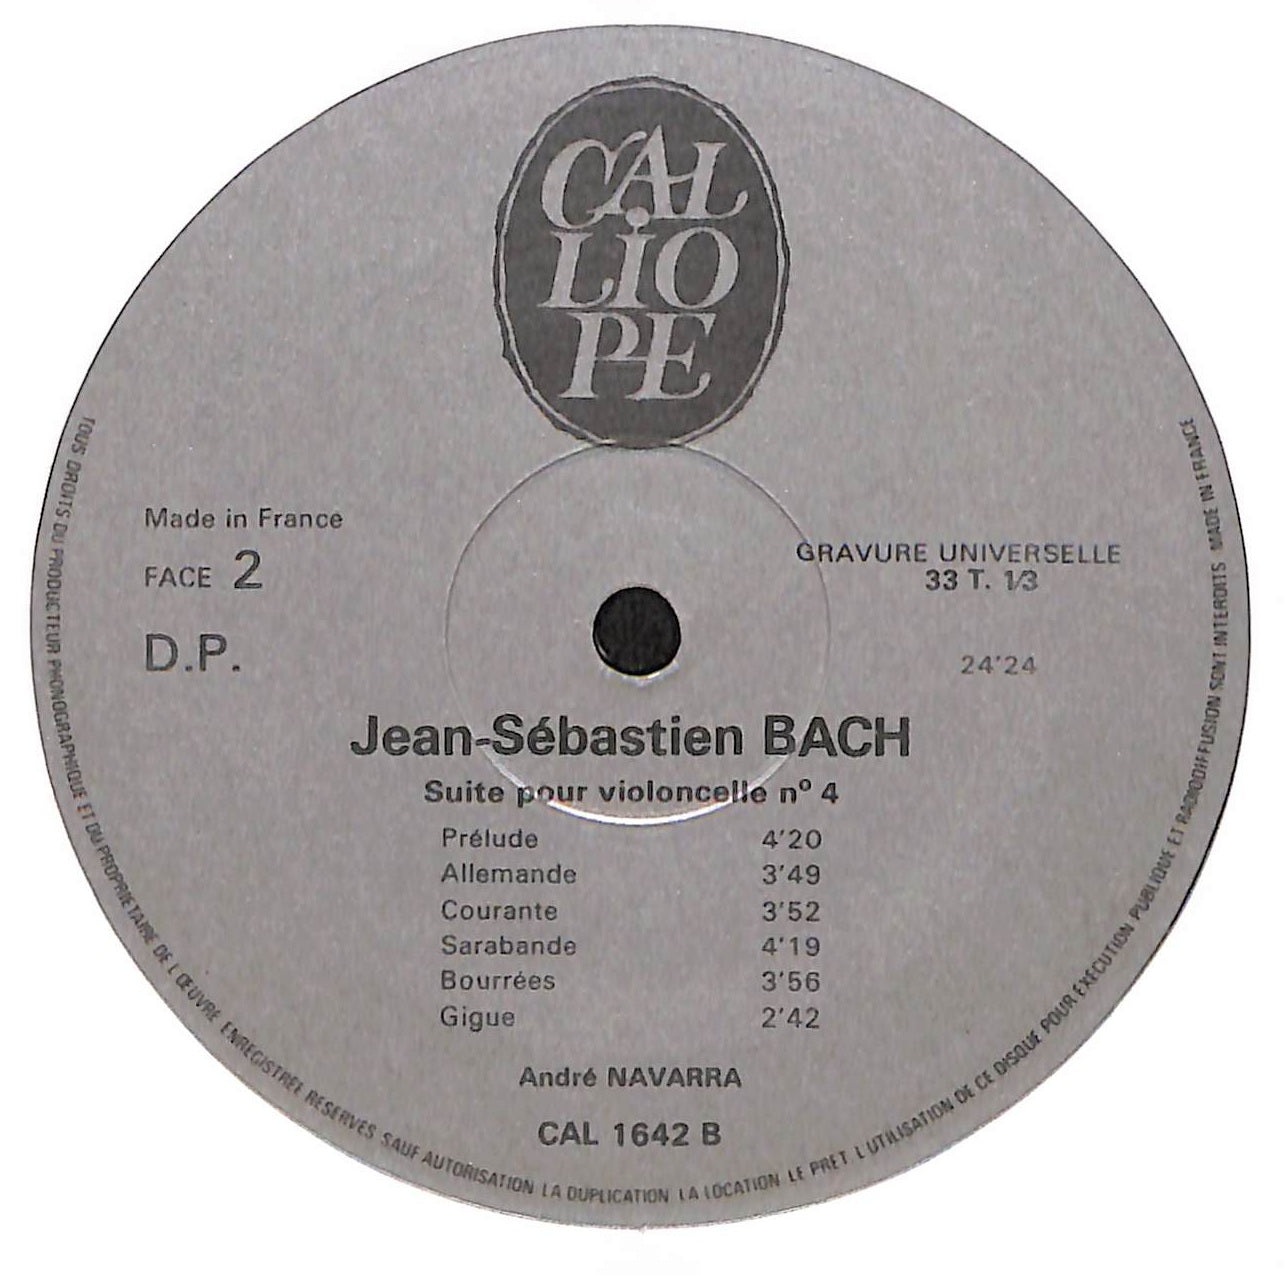 CAL
LIO
PE
Made in France
FACE 2
D.P.
GRAVURE UNIVERSELLE
33 T. 1/3
24'24
Jean-Sébastien BACH
Suite pour violoncelle nº 4
Prélude 4'20
Allemande 3'49
Courante 3'52
Sarabande 4'19
Bourrées 3'56
Gigue 2'42
André NAVARRA
CAL 1642 B
TOUS DROITS DU PRODUCTEUR PHONOGRAPHIQUE ET DU PROPRIETAIRE DE L'ŒUVRE ENREGISTREE RESERVES SAUF AUTORISATION LA DUPLICATION LA LOCATION LE PRET L'UTILISATION DE CE DISQUE POUR EXECUTION PUBLIQUE ET RADIODIFFUSION SONT INTERDITS MADE IN FRANCE